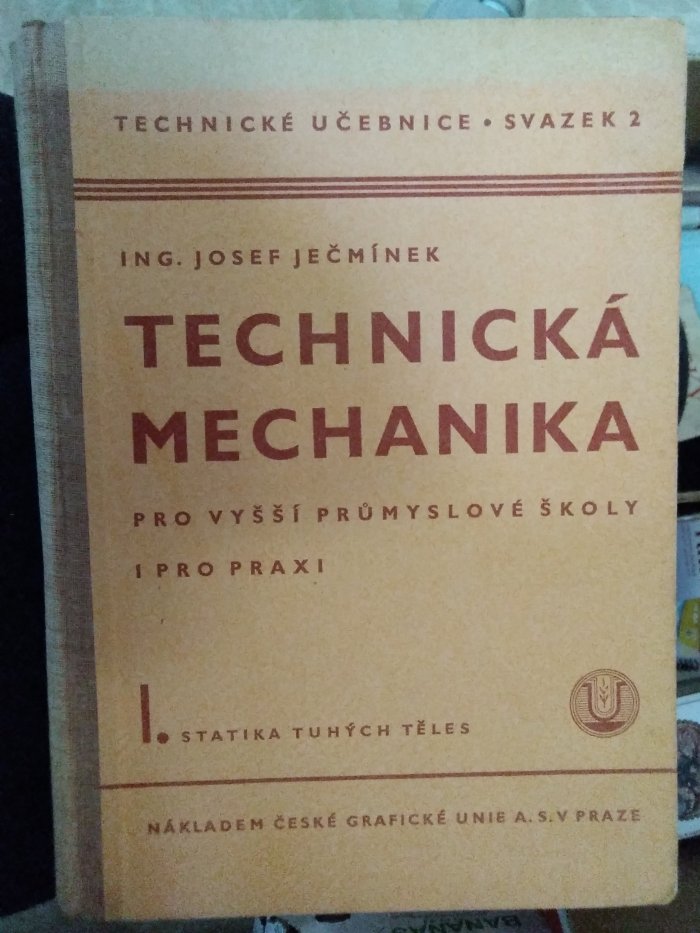 TECHNICKÉ UČEBNICE • SVAZEK 2
ING. JOSEF JEČMÍNEK
TECHNICKÁ
MECHANIKA
PRO VYŠŠÍ PRŮMYSLOVÉ ŠKOLY
I PRO PRAXI
I. STATIKA TUHÝCH TĚLES
U
NÁKLADEM ČESKÉ GRAFICKÉ UNIE A. S. V PRAZE
BANANAS